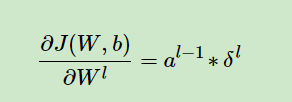 ∂J(W, b) / ∂W^l = a^{l−1} * δ^l